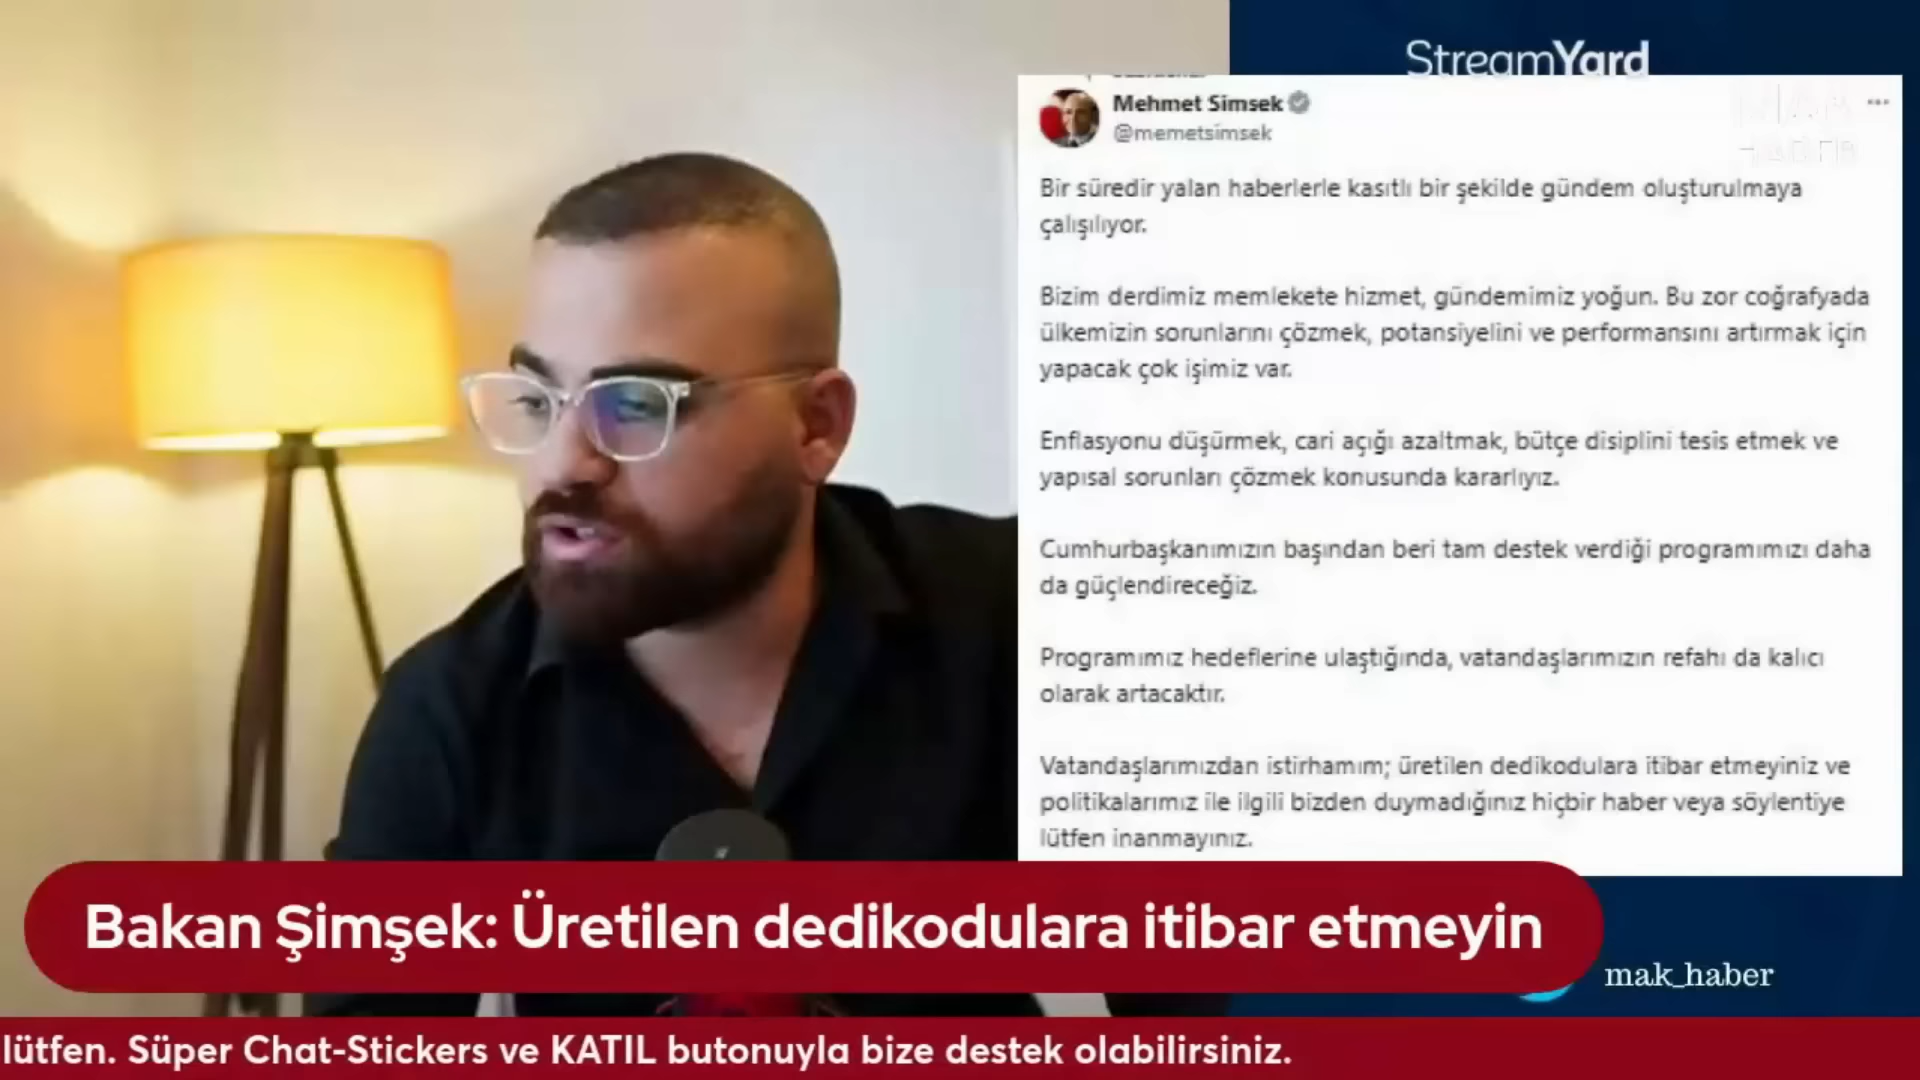 StreamYard
Mehmet Simsek
@memetsimsek
Bir süredir yalan haberlerle kasıtlı bir şekilde gündem oluşturulmaya
çalışılıyor.
Bizim derdimiz memlekete hizmet, gündemimiz yoğun. Bu zor coğrafyada
ülkemizin sorunlarını çözmek, potansiyelini ve performansını artırmak için
yapacak çok işimiz var.
Enflasyonu düşürmek, cari açığı azaltmak, bütçe disiplini tesis etmek ve
yapısal sorunları çözmek konusunda kararlıyız.
Cumhurbaşkanımızın başından beri tam destek verdiği programımızı daha
da güçlendireceğiz.
Programımız hedeflerine ulaştığında, vatandaşlarımızın refahı da kalıcı
olarak artacaktır.
Vatandaşlarımızdan istirhamım; üretilen dedikodulara itibar etmeyiniz ve
politikalarımız ile ilgili bizden duymadığınız hiçbir haber veya söylentiye
lütfen inanmayınız.
Bakan Şimşek: Üretilen dedikodulara itibar etmeyin
mak_haber
lütfen. Süper Chat-Stickers ve KATIL butonuyla bize destek olabilirsiniz.